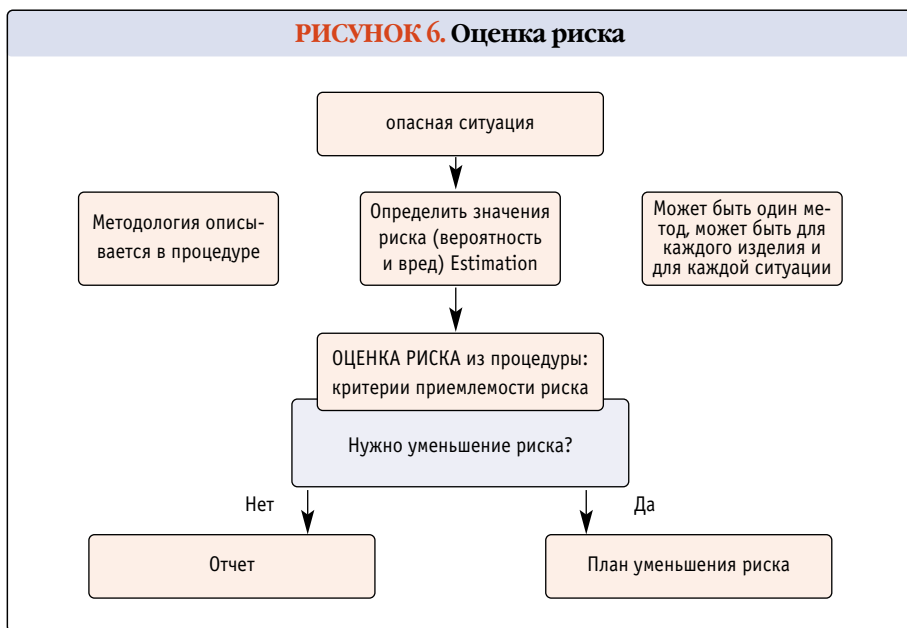 РИСУНОК 6. Оценка риска
опасная ситуация
Методология описы-
вается в процедуре
Определить значения
риска (вероятность
и вред) Estimation
Может быть один ме-
тод, может быть для
каждого изделия и
для каждой ситуации
ОЦЕНКА РИСКА из процедуры:
критерии приемлемости риска
Нужно уменьшение риска?
Нет
Да
Отчет
План уменьшения риска